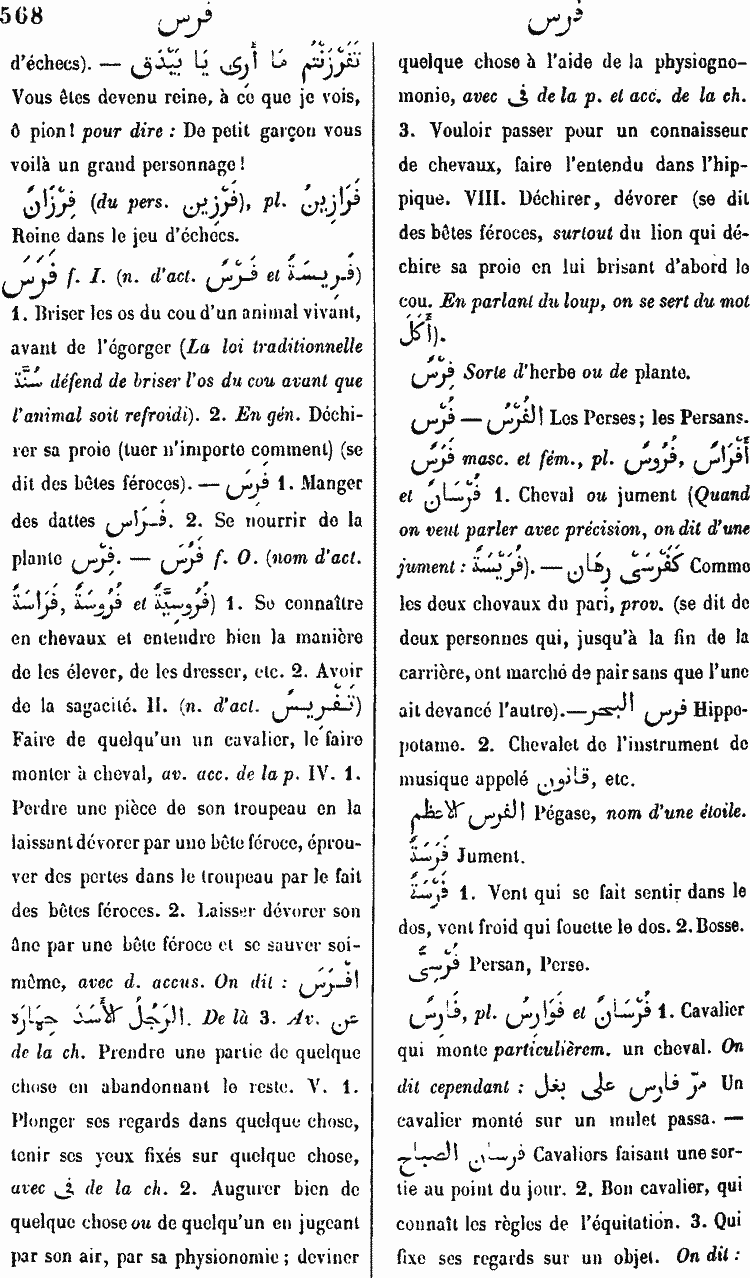 568
فرس
فرس
d'échecs). — تَفَرْزَنْتُم مَا أَرى يَا بَيْدَق
Vous êtes devenu reine, à ce que je vois,
ô pion! pour dire : De petit garçon vous
voilà un grand personnage!
فِرْزَانٌ (du pers. فَرْزِين), pl. فَرَازِينُ
Reine dans le jeu d'échecs.
فَرَسَ f. I. (n. d'act. فَرْسٌ et فَرِيسَةٌ)
1. Briser les os du cou d'un animal vivant,
avant de l'égorger (La loi traditionnelle
سُنَّة défend de briser l'os du cou avant que
l'animal soit refroidi). 2. En gén. Déchi-
rer sa proie (tuer n'importe comment) (se
dit des bêtes féroces). — فَرِسَ 1. Manger
des dattes فَرَاس. 2. Se nourrir de la
plante فِرْس. — فَرُسَ f. O. (nom d'act.
فَرَاسَةٌ, فُرُوسَةٌ et فُرُوسِيَّةٌ) 1. Se connaître
en chevaux et entendre bien la manière
de les élever, de les dresser, etc. 2. Avoir
de la sagacité. II. (n. d'act. تَفْرِيسٌ)
Faire de quelqu'un un cavalier, le faire
monter à cheval, av. acc. de la p. IV. 1.
Perdre une pièce de son troupeau en la
laissant dévorer par une bête féroce, éprou-
ver des pertes dans le troupeau par le fait
des bêtes féroces. 2. Laisser dévorer son
âne par une bête féroce et se sauver soi-
même, avec d. accus. On dit : افْرَسَ
الرَجُلُ الأَسَدَ حِمَارَهُ. De là 3. Av. عن
de la ch. Prendre une partie de quelque
chose en abandonnant le reste. V. 1.
Plonger ses regards dans quelque chose,
tenir ses yeux fixés sur quelque chose,
avec فى de la ch. 2. Augurer bien de
quelque chose ou de quelqu'un en jugeant
par son air, par sa physionomie; deviner
quelque chose à l'aide de la physiogno-
monie, avec فى de la p. et acc. de la ch.
3. Vouloir passer pour un connaisseur
de chevaux, faire l'entendu dans l'hip-
pique. VIII. Déchirer, dévorer (se dit
des bêtes féroces, surtout du lion qui dé-
chire sa proie en lui brisant d'abord le
cou. En parlant du loup, on se sert du mot
أَكَلَ).
فِرْسٌ Sorte d'herbe ou de plante.
فُرْس — الفُرْسُ Les Perses; les Persans.
فَرَسٌ masc. et fém., pl. فُرُوسٌ, أَفْرَاسٌ
et فُرْسَانٌ 1. Cheval ou jument (Quand
on veut parler avec précision, on dit d'une
jument : فَرَسَةٌ). — كَفَرَسَىْ رِهَانٍ Comme
les deux chevaux du pari, prov. (se dit de
deux personnes qui, jusqu'à la fin de la
carrière, ont marché de pair sans que l'une
ait devancé l'autre).—فرس البحر Hippo-
potame. 2. Chevalet de l'instrument de
musique appelé قانون, etc.
الفرس الاعظم Pégase, nom d'une étoile.
فَرَسَةٌ Jument.
فَرْسَةٌ 1. Vent qui se fait sentir dans le
dos, vent froid qui fouette le dos. 2. Bosse.
فُرْسِىٌّ Persan, Perse.
فَارِسٌ, pl. فَوَارِسُ et فُرْسَانٌ 1. Cavalier
qui monte particulièrem. un cheval. On
dit cependant : مرّ فارس على بغل Un
cavalier monté sur un mulet passa. —
فرسان الصباح Cavaliers faisant une sor-
tie au point du jour. 2. Bon cavalier, qui
connaît les règles de l'équitation. 3. Qui
fixe ses regards sur un objet. On dit :